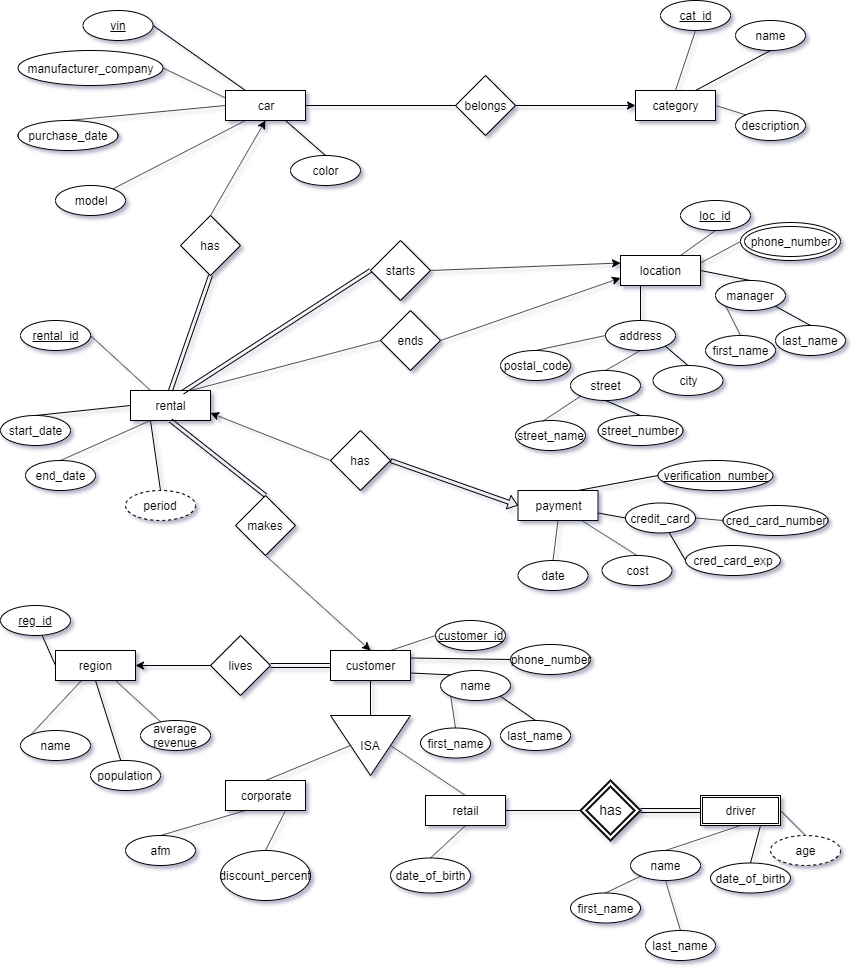 cat_id
vin
name
manufacturer_company
car
belongs
category
purchase_date
description
color
model
loc_id
has
phone_number
starts
location
manager
rental_id
address
ends
first_name
last_name
postal_code
street
city
rental
start_date
street_name
street_number
has
end_date
verification_number
period
payment
credit_card
cred_card_number
makes
cred_card_exp
date
cost
reg_id
customer_id
region
lives
customer
phone_number
name
average
revenue
name
first_name
last_name
ISA
population
corporate
retail
has
driver
afm
age
name
discount_percent
date_of_birth
date_of_birth
first_name
last_name